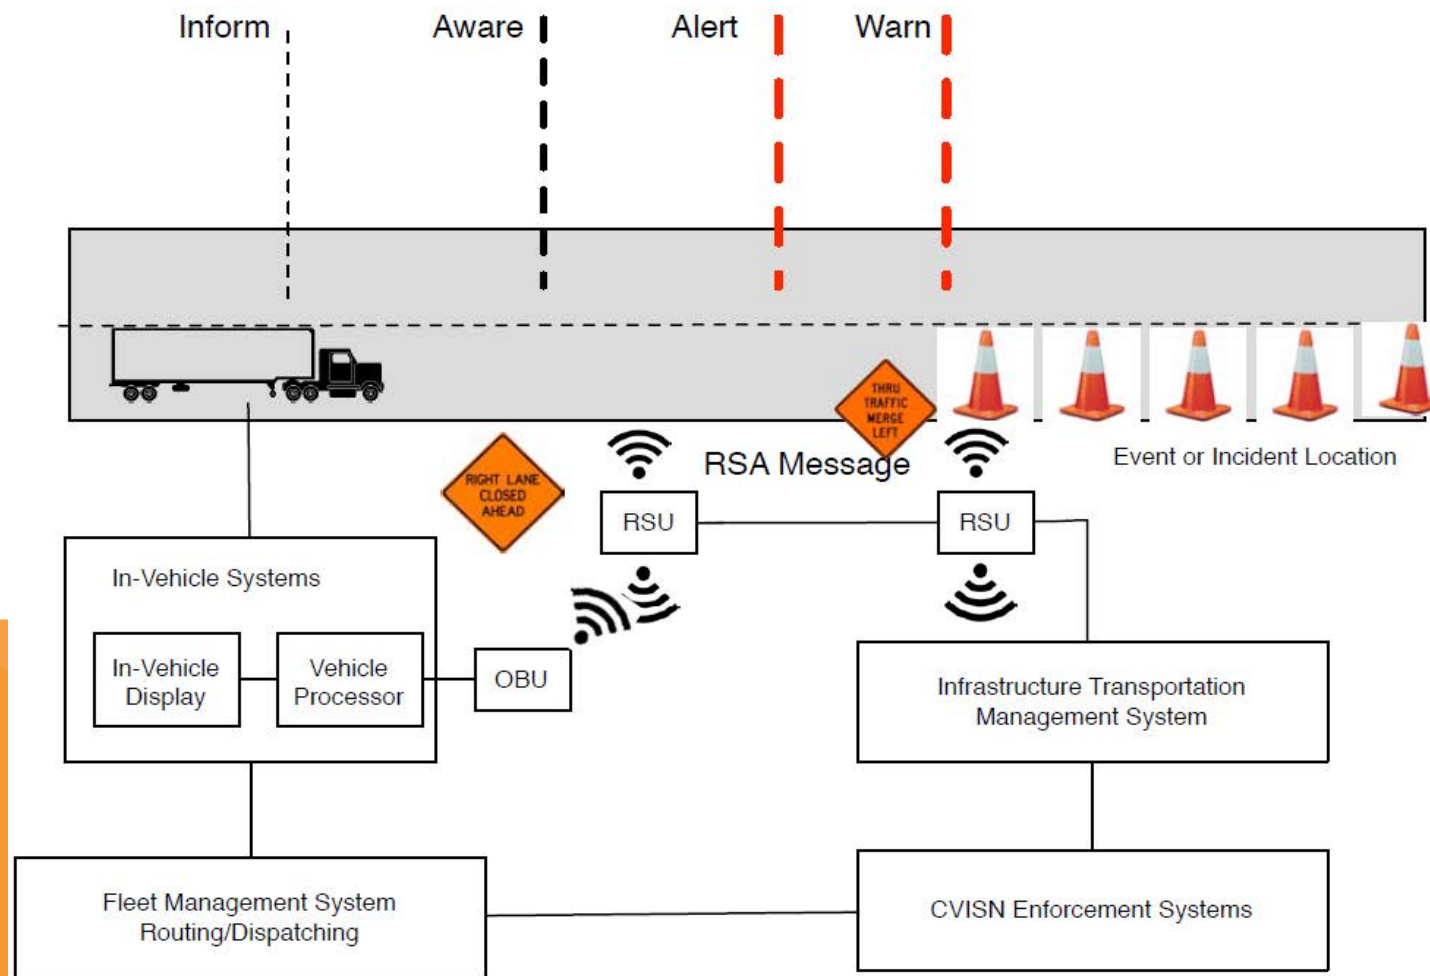 Inform
Aware
Alert
Warn
THRU
TRAFFIC
MERGE
LEFT
RIGHT LANE
CLOSED
AHEAD
RSA Message
Event or Incident Location
RSU
RSU
In-Vehicle Systems
In-Vehicle
Display
Vehicle
Processor
OBU
Infrastructure Transportation
Management System
Fleet Management System
Routing/Dispatching
CVISN Enforcement Systems